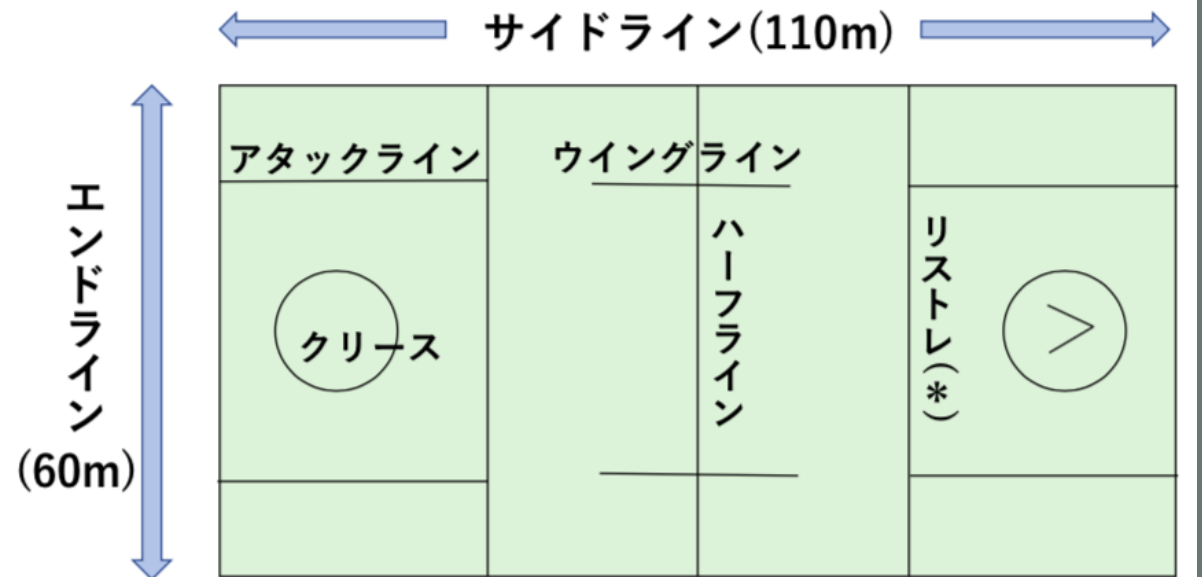 サイドライン(110m)
アタックライン
ウイングライン
エンドライン
(60m)
クリース
ハーフライン
リストレ(*)